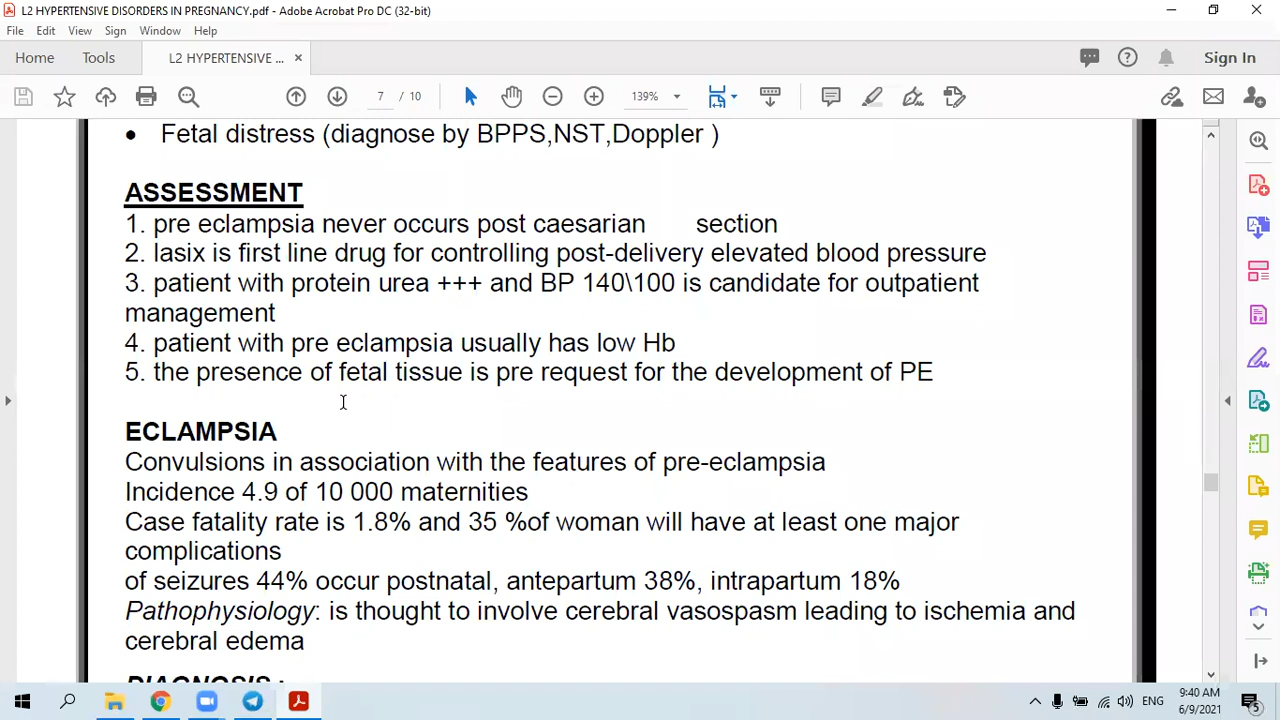 L2 HYPERTENSIVE DISORDERS IN PREGNANCY.pdf - Adobe Acrobat Pro DC (32-bit)
File Edit View Sign Window Help
Home Tools L2 HYPERTENSIVE ... × Sign In
7 / 10 139%
• Fetal distress (diagnose by BPPS,NST,Doppler )
ASSESSMENT
1. pre eclampsia never occurs post caesarian section
2. lasix is first line drug for controlling post-delivery elevated blood pressure
3. patient with protein urea +++ and BP 140\100 is candidate for outpatient
management
4. patient with pre eclampsia usually has low Hb
5. the presence of fetal tissue is pre request for the development of PE
ECLAMPSIA
Convulsions in association with the features of pre-eclampsia
Incidence 4.9 of 10 000 maternities
Case fatality rate is 1.8% and 35 %of woman will have at least one major
complications
of seizures 44% occur postnatal, antepartum 38%, intrapartum 18%
Pathophysiology: is thought to involve cerebral vasospasm leading to ischemia and
cerebral edema
DIAGNOSIS :
ENG
9:40 AM
6/9/2021
5